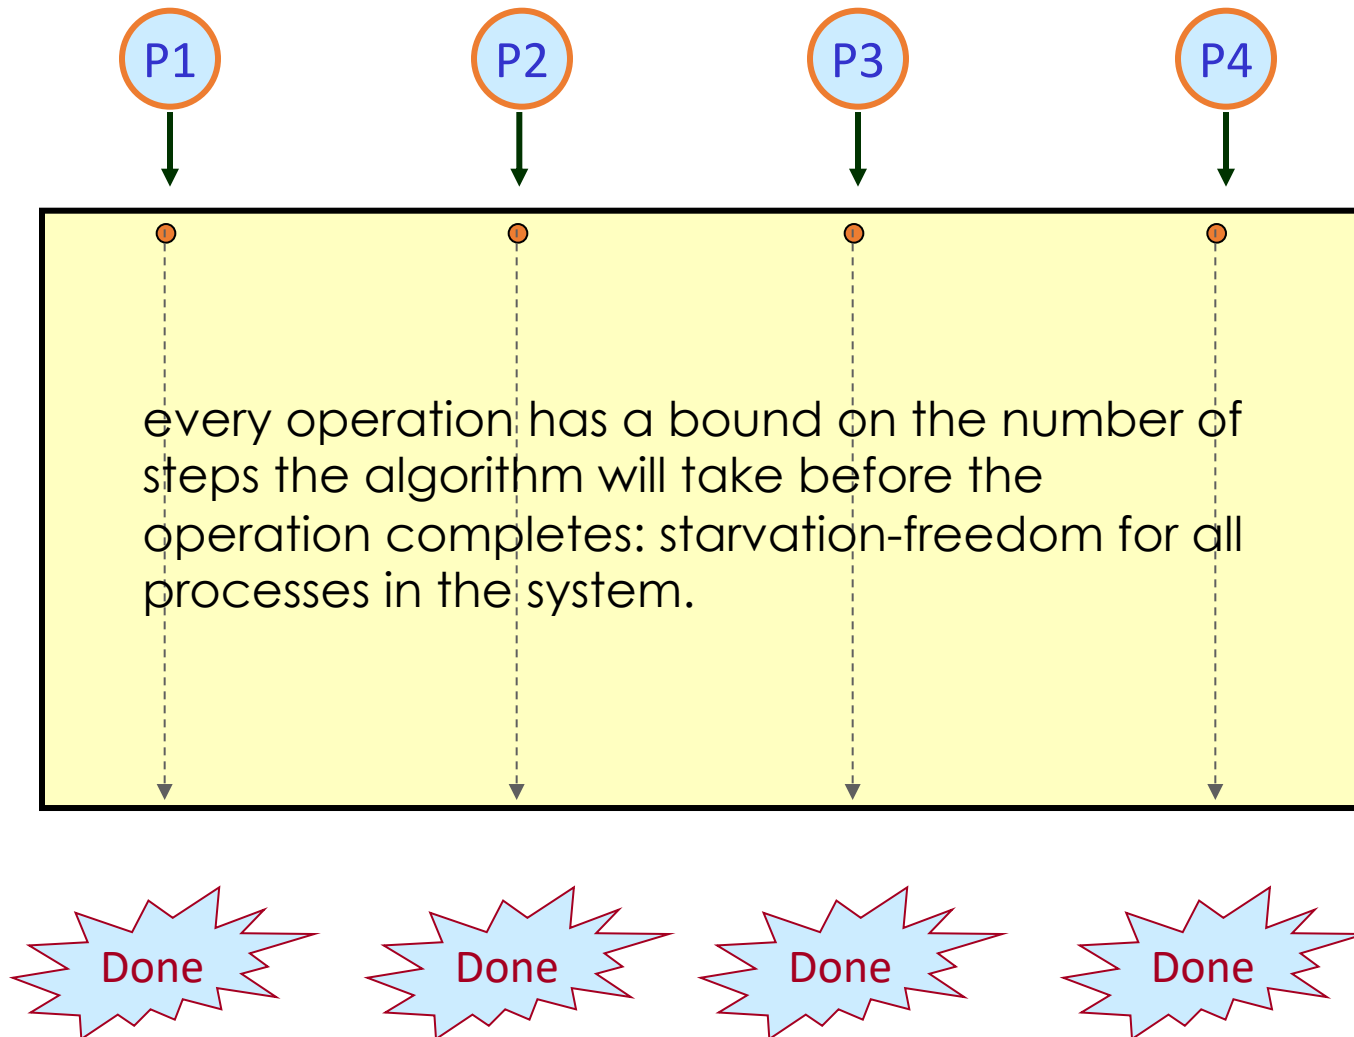 P1 P2 P3 P4
every operation has a bound on the number of
steps the algorithm will take before the
operation completes: starvation-freedom for all
processes in the system.
Done Done Done Done